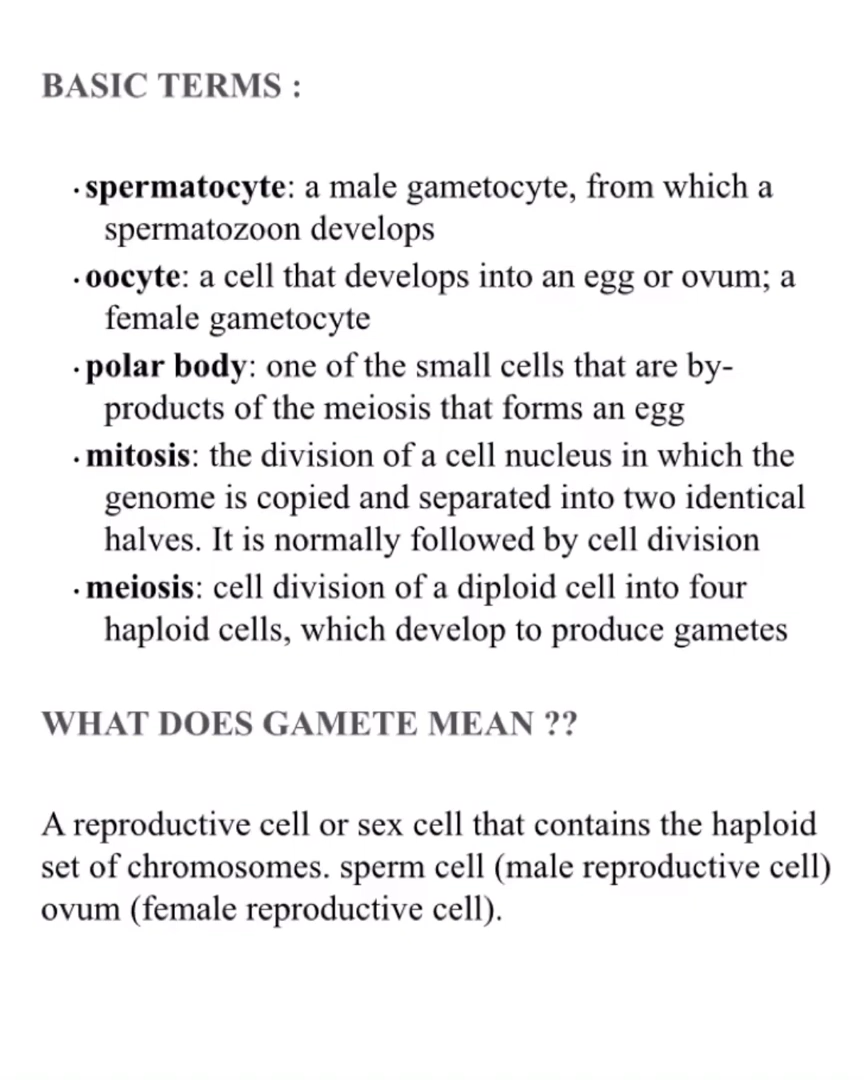 BASIC TERMS :
· spermatocyte: a male gametocyte, from which a
spermatozoon develops
· oocyte: a cell that develops into an egg or ovum; a
female gametocyte
· polar body: one of the small cells that are by-
products of the meiosis that forms an egg
· mitosis: the division of a cell nucleus in which the
genome is copied and separated into two identical
halves. It is normally followed by cell division
· meiosis: cell division of a diploid cell into four
haploid cells, which develop to produce gametes
WHAT DOES GAMETE MEAN ??
A reproductive cell or sex cell that contains the haploid
set of chromosomes. sperm cell (male reproductive cell)
ovum (female reproductive cell).